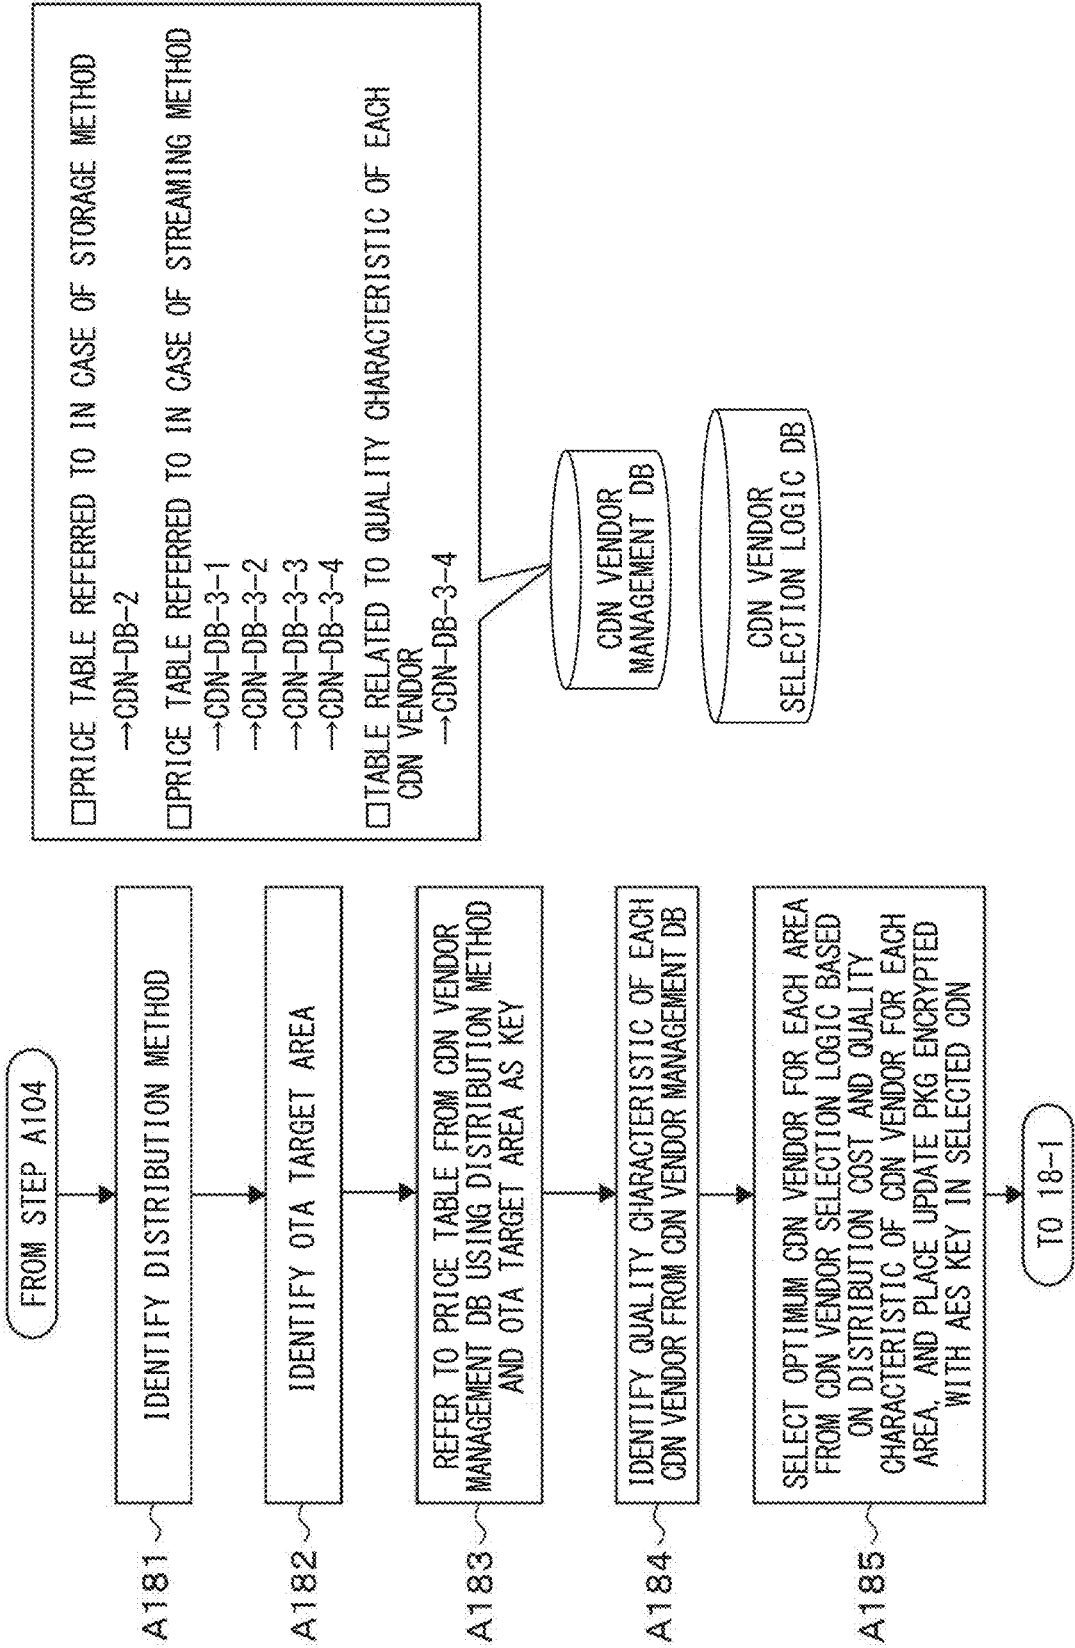 FROM STEP A104
A181
IDENTIFY DISTRIBUTION METHOD
A182
IDENTIFY OTA TARGET AREA
A183
REFER TO PRICE TABLE FROM CDN VENDOR
MANAGEMENT DB USING DISTRIBUTION METHOD
AND OTA TARGET AREA AS KEY
A184
IDENTIFY QUALITY CHARACTERISTIC OF EACH
CDN VENDOR FROM CDN VENDOR MANAGEMENT DB
A185
SELECT OPTIMUM CDN VENDOR FOR EACH AREA
FROM CDN VENDOR SELECTION LOGIC BASED
ON DISTRIBUTION COST AND QUALITY
CHARACTERISTIC OF CDN VENDOR FOR EACH
AREA, AND PLACE UPDATE PKG ENCRYPTED
WITH AES KEY IN SELECTED CDN
TO 18-1
□PRICE TABLE REFERRED TO IN CASE OF STORAGE METHOD
→CDN-DB-2
□PRICE TABLE REFERRED TO IN CASE OF STREAMING METHOD
→CDN-DB-3-1
→CDN-DB-3-2
→CDN-DB-3-3
→CDN-DB-3-4
□TABLE RELATED TO QUALITY CHARACTERISTIC OF EACH
CDN VENDOR
→CDN-DB-3-4
CDN VENDOR
MANAGEMENT DB
CDN VENDOR
SELECTION LOGIC DB